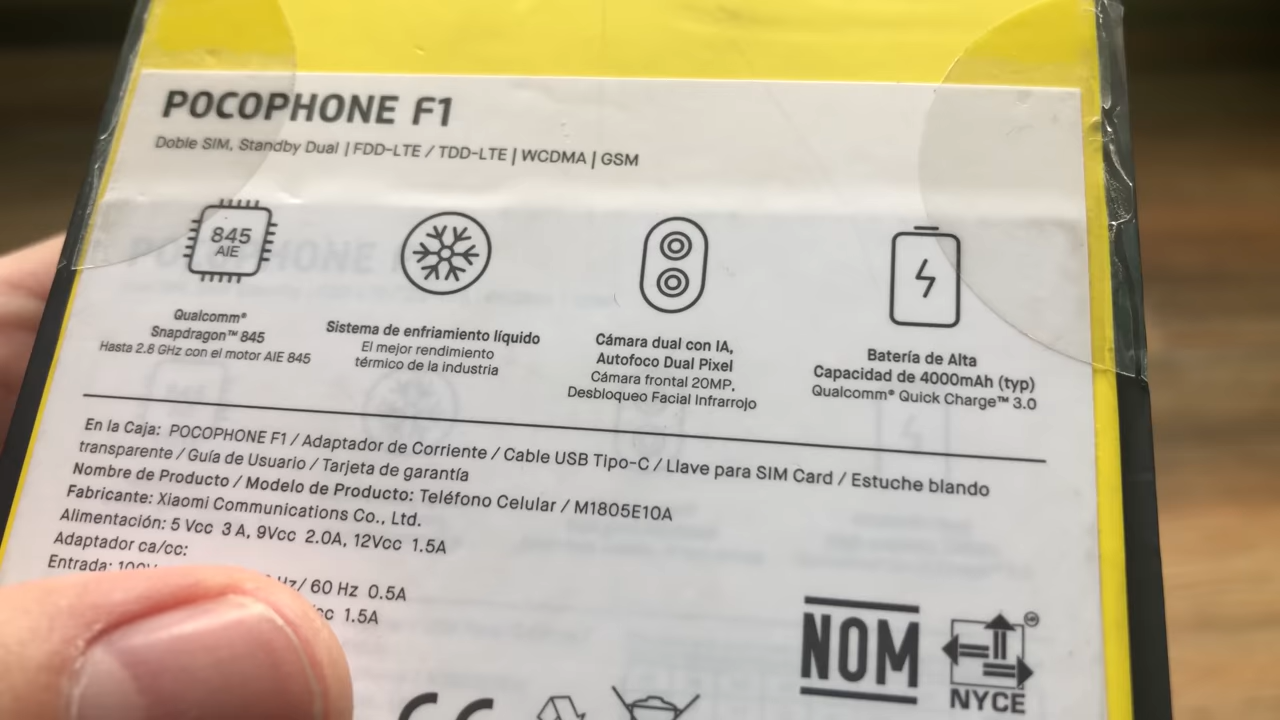 POCOPHONE F1
Doble SIM, Standby Dual | FDD-LTE / TDD-LTE | WCDMA | GSM
845
AIE
Qualcomm®
Snapdragon™ 845
Hasta 2.8 GHz con el motor AIE 845
Sistema de enfriamiento líquido
El mejor rendimiento
térmico de la industria
Cámara dual con IA,
Autofoco Dual Pixel
Cámara frontal 20MP,
Desbloqueo Facial Infrarrojo
Batería de Alta
Capacidad de 4000mAh (typ)
Qualcomm® Quick Charge™ 3.0
En la Caja: POCOPHONE F1 / Adaptador de Corriente / Cable USB Tipo-C / Llave para SIM Card / Estuche blando
transparente / Guía de Usuario / Tarjeta de garantía
Nombre de Producto / Modelo de Producto: Teléfono Celular / M1805E10A
Fabricante: Xiaomi Communications Co., Ltd.
Alimentación: 5 Vcc 3 A, 9Vcc 2.0A, 12Vcc 1.5A
Adaptador ca/cc:
Entrada: / 60 Hz 0.5A
1.5A
NOM
NYCE
CE